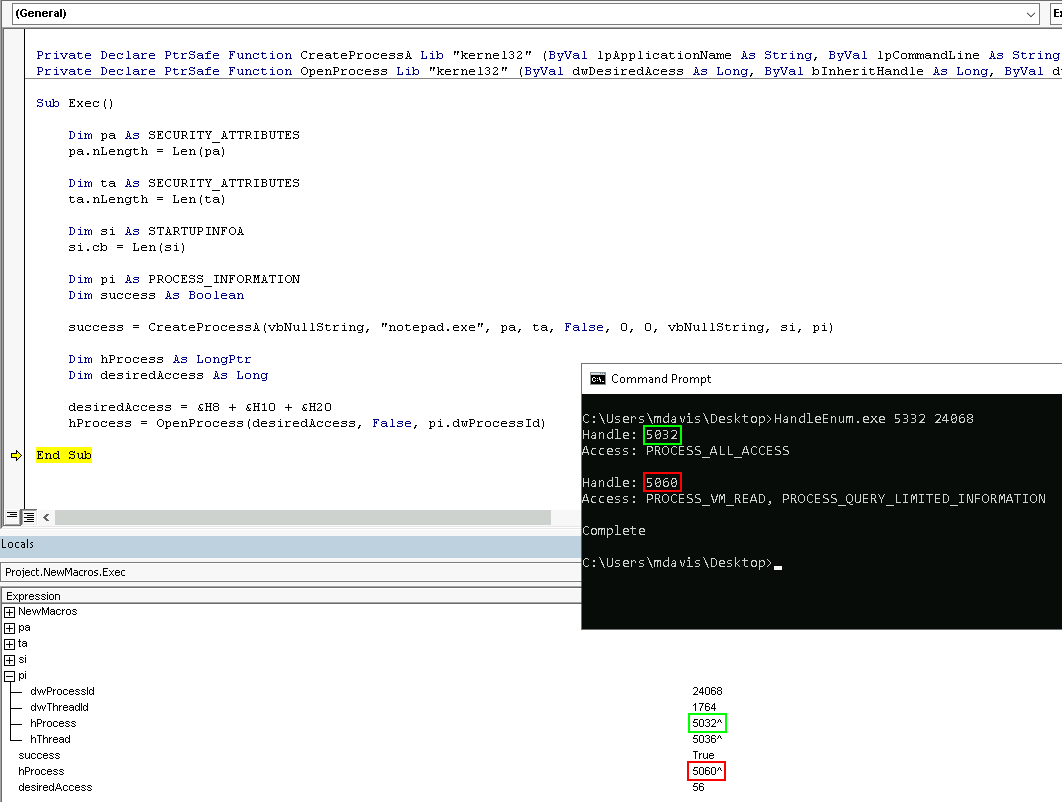 (General)
Ex
Private Declare PtrSafe Function CreateProcessA Lib "kernel32" (ByVal lpApplicationName As String, ByVal lpCommandLine As String
Private Declare PtrSafe Function OpenProcess Lib "kernel32" (ByVal dwDesiredAcess As Long, ByVal bInheritHandle As Long, ByVal d
Sub Exec()
Dim pa As SECURITY_ATTRIBUTES
pa.nLength = Len(pa)
Dim ta As SECURITY_ATTRIBUTES
ta.nLength = Len(ta)
Dim si As STARTUPINFOA
si.cb = Len(si)
Dim pi As PROCESS_INFORMATION
Dim success As Boolean
success = CreateProcessA(vbNullString, "notepad.exe", pa, ta, False, 0, 0, vbNullString, si, pi)
Dim hProcess As LongPtr
Dim desiredAccess As Long
desiredAccess = &H8 + &H10 + &H20
hProcess = OpenProcess(desiredAccess, False, pi.dwProcessId)
End Sub
Command Prompt
C:\Users\mdavis\Desktop>HandleEnum.exe 5332 24068
Handle: 5032
Access: PROCESS_ALL_ACCESS
Handle: 5060
Access: PROCESS_VM_READ, PROCESS_QUERY_LIMITED_INFORMATION
Complete
C:\Users\mdavis\Desktop>
Locals
Project.NewMacros.Exec
Expression
NewMacros
pa
ta
si
pi
dwProcessId 24068
dwThreadId 1764
hProcess 5032^
hThread 5036^
success True
hProcess 5060^
desiredAccess 56